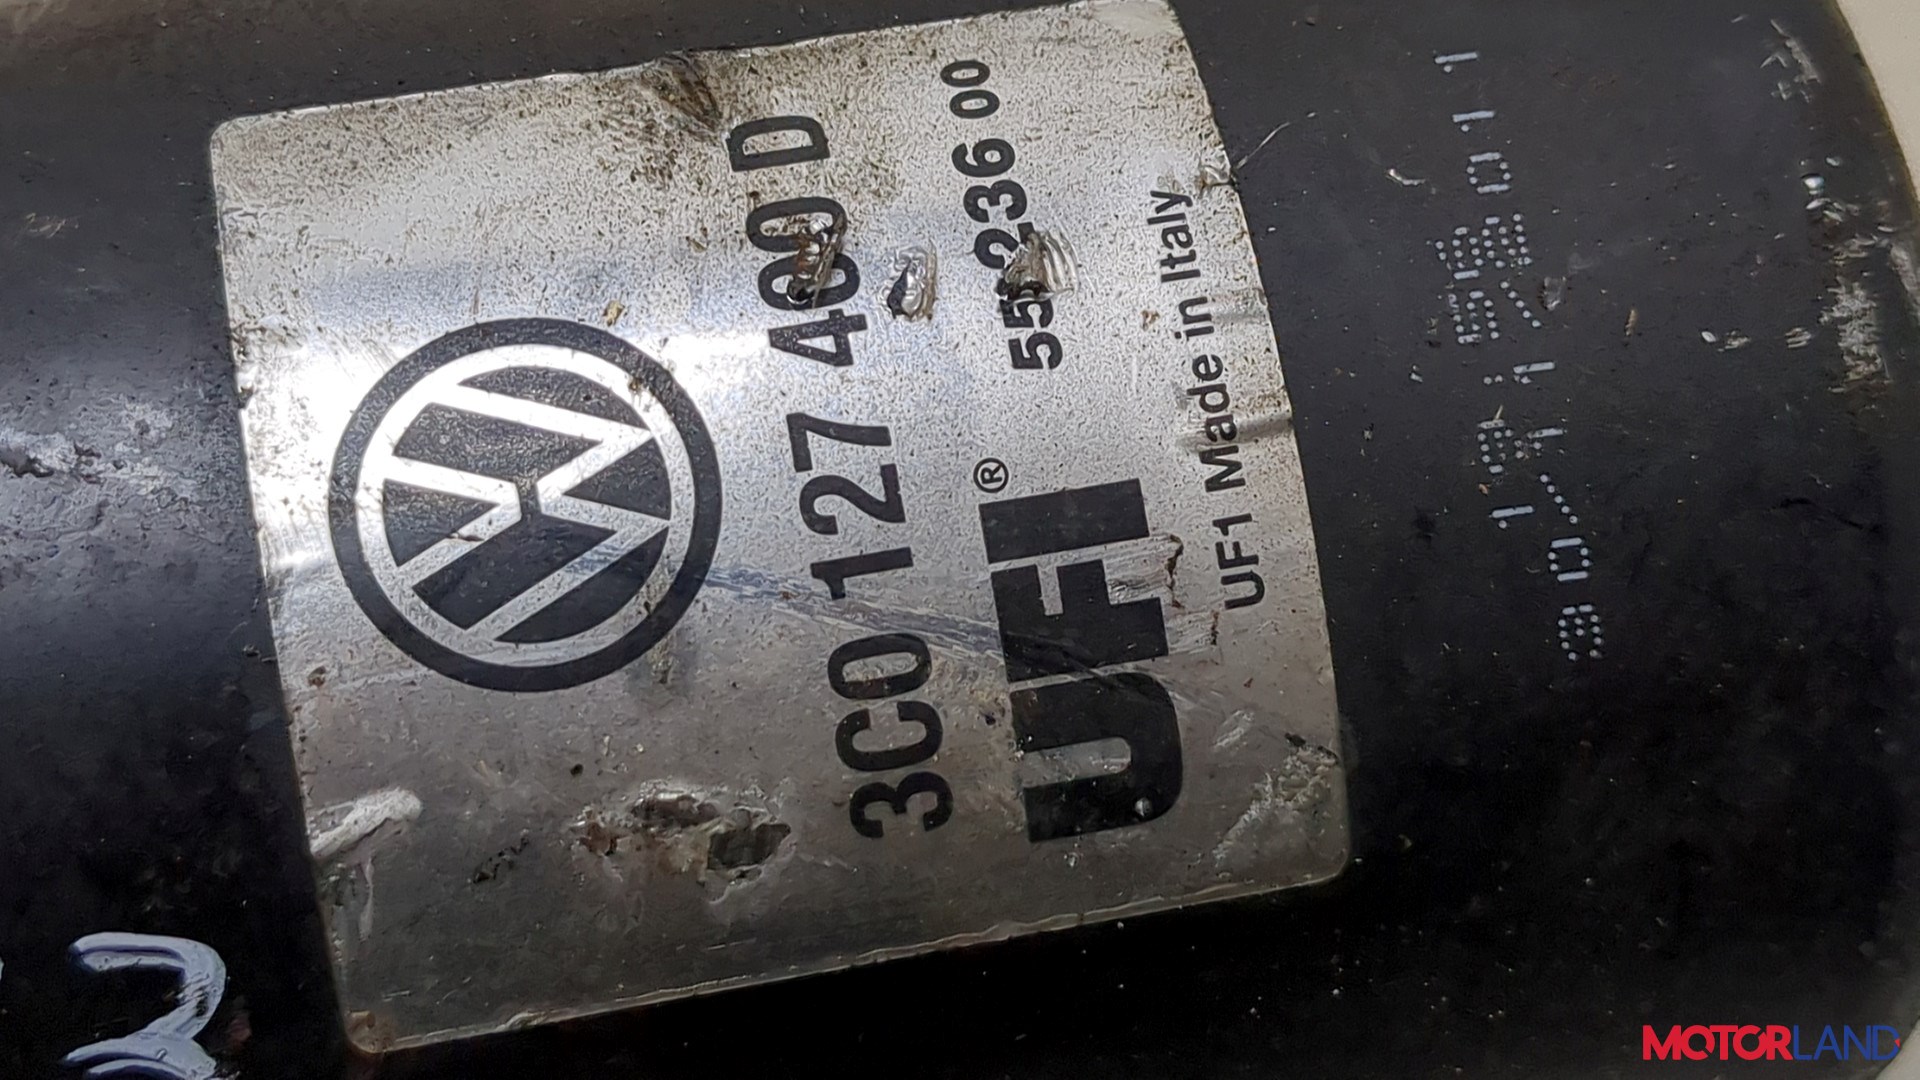 3C0 127 400 D
UFI®
55.236 00
UF1 Made in Italy
MOTORLAND